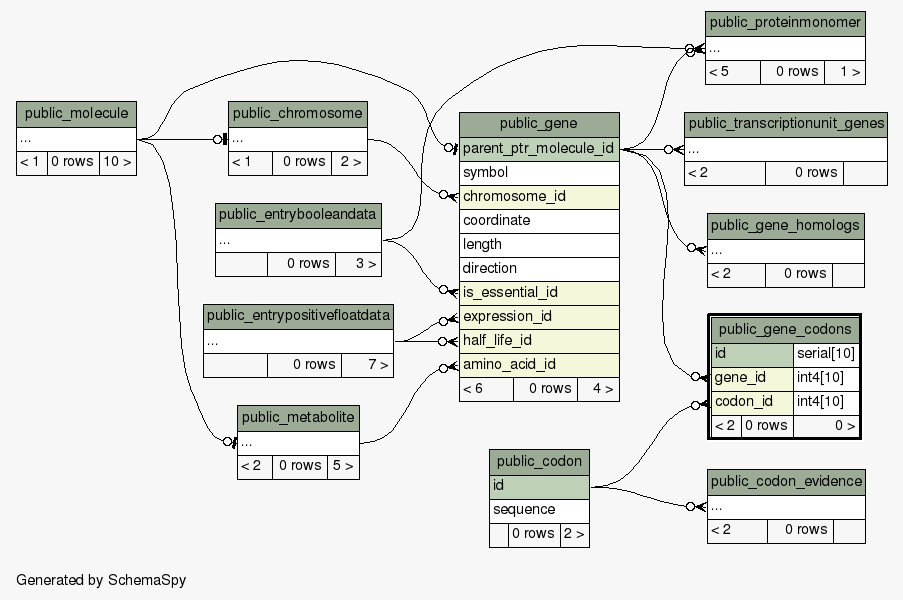 public_molecule
...
< 1 0 rows 10 >
public_chromosome
...
< 1 0 rows 2 >
public_entrybooleandata
...
0 rows 3 >
public_entrypositivefloatdata
...
0 rows 7 >
public_metabolite
...
< 2 0 rows 5 >
public_gene
parent_ptr_molecule_id
symbol
chromosome_id
coordinate
length
direction
is_essential_id
expression_id
half_life_id
amino_acid_id
< 6 0 rows 4 >
public_codon
id
sequence
0 rows 2 >
public_proteinmonomer
...
< 5 0 rows 1 >
public_transcriptionunit_genes
...
< 2 0 rows
public_gene_homologs
...
< 2 0 rows
public_gene_codons
id serial[10]
gene_id int4[10]
codon_id int4[10]
< 2 0 rows 0 >
public_codon_evidence
...
< 2 0 rows
Generated by SchemaSpy